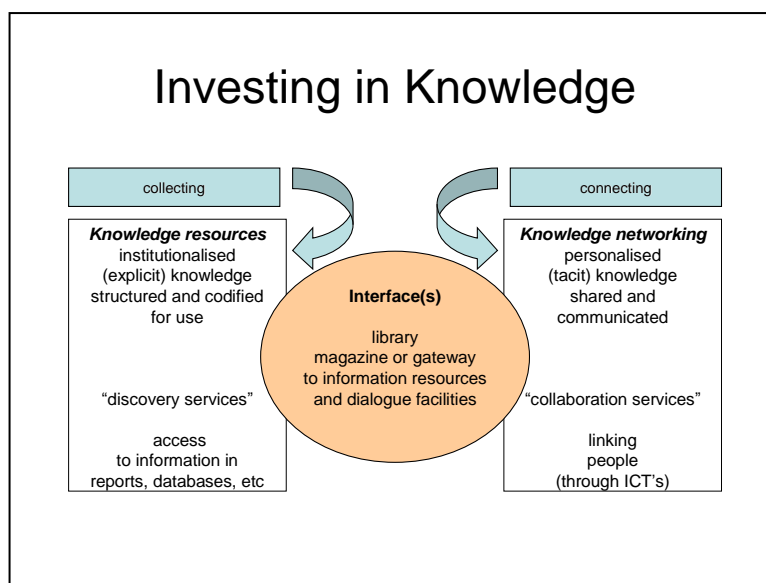 Investing in Knowledge
collecting
Knowledge resources
institutionalised
(explicit) knowledge
structured and codified
for use
“discovery services”
access
to information in
reports, databases, etc
Interface(s)
library
magazine or gateway
to information resources
and dialogue facilities
connecting
Knowledge networking
personalised
(tacit) knowledge
shared and
communicated
“collaboration services”
linking
people
(through ICT’s)